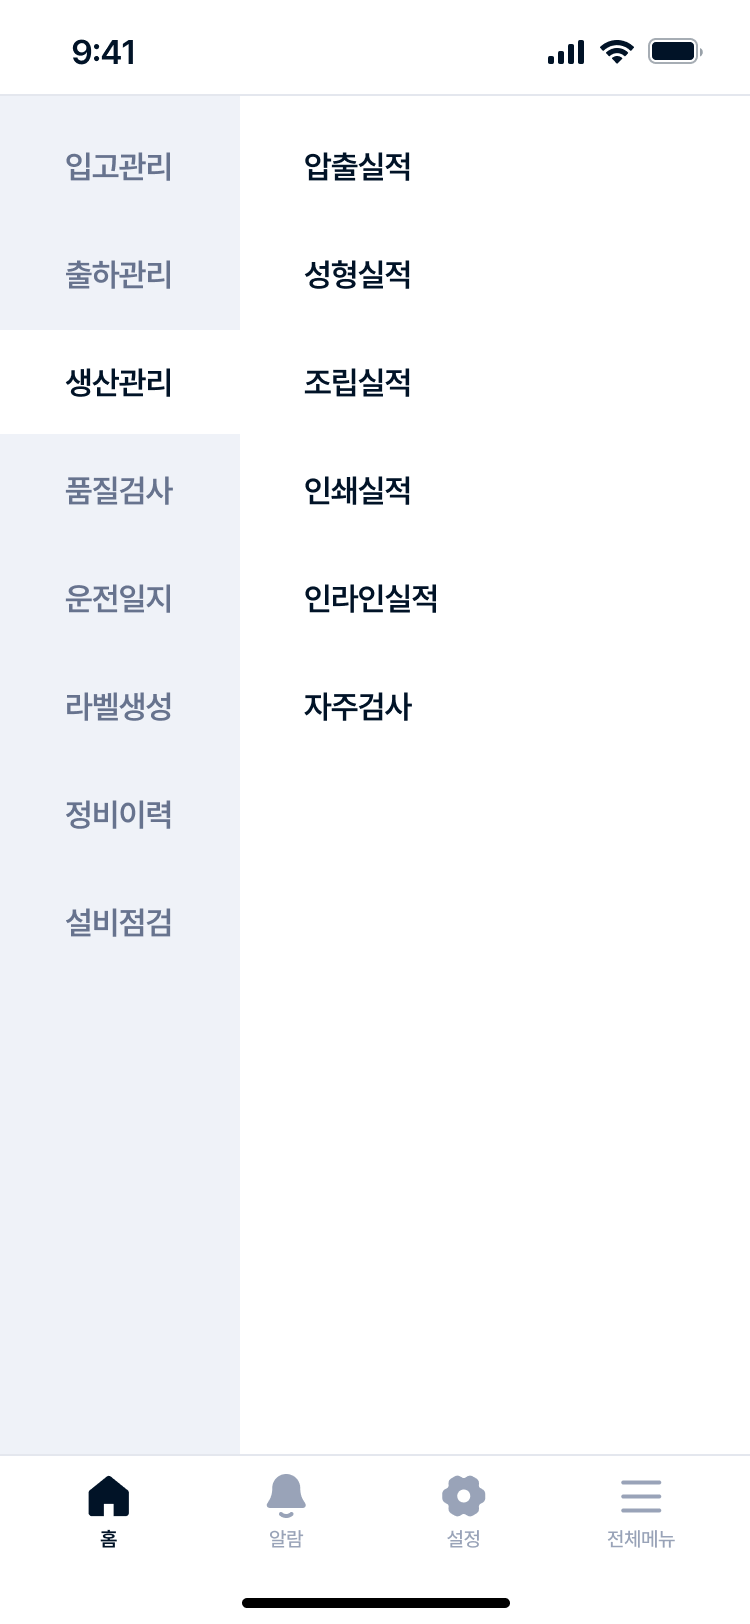 9:41
입고관리
출하관리
생산관리
품질검사
운전일지
라벨생성
정비이력
설비점검
압출실적
성형실적
조립실적
인쇄실적
인라인실적
자주검사
홈
알람
설정
전체메뉴